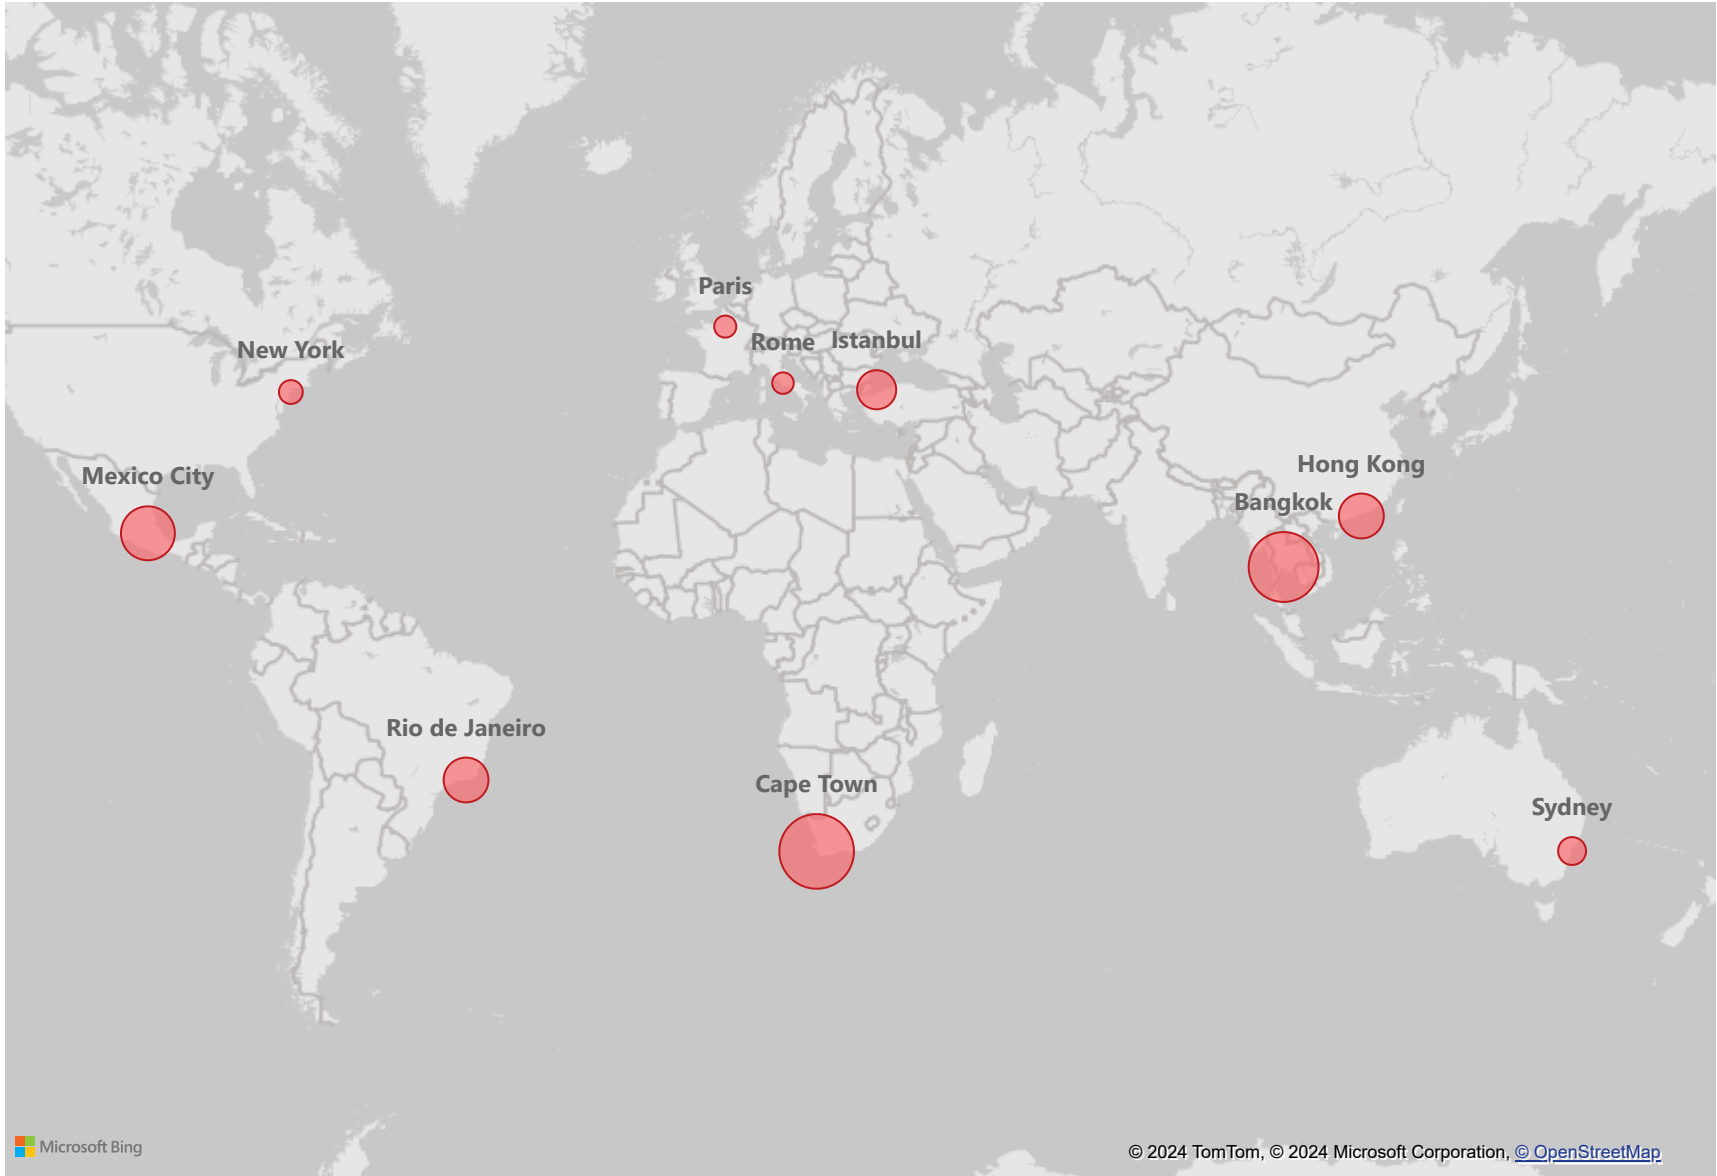 Paris
Rome
Istanbul
New York
Mexico City
Hong Kong
Bangkok
Rio de Janeiro
Cape Town
Sydney
Microsoft Bing
© 2024 TomTom, © 2024 Microsoft Corporation, © OpenStreetMap